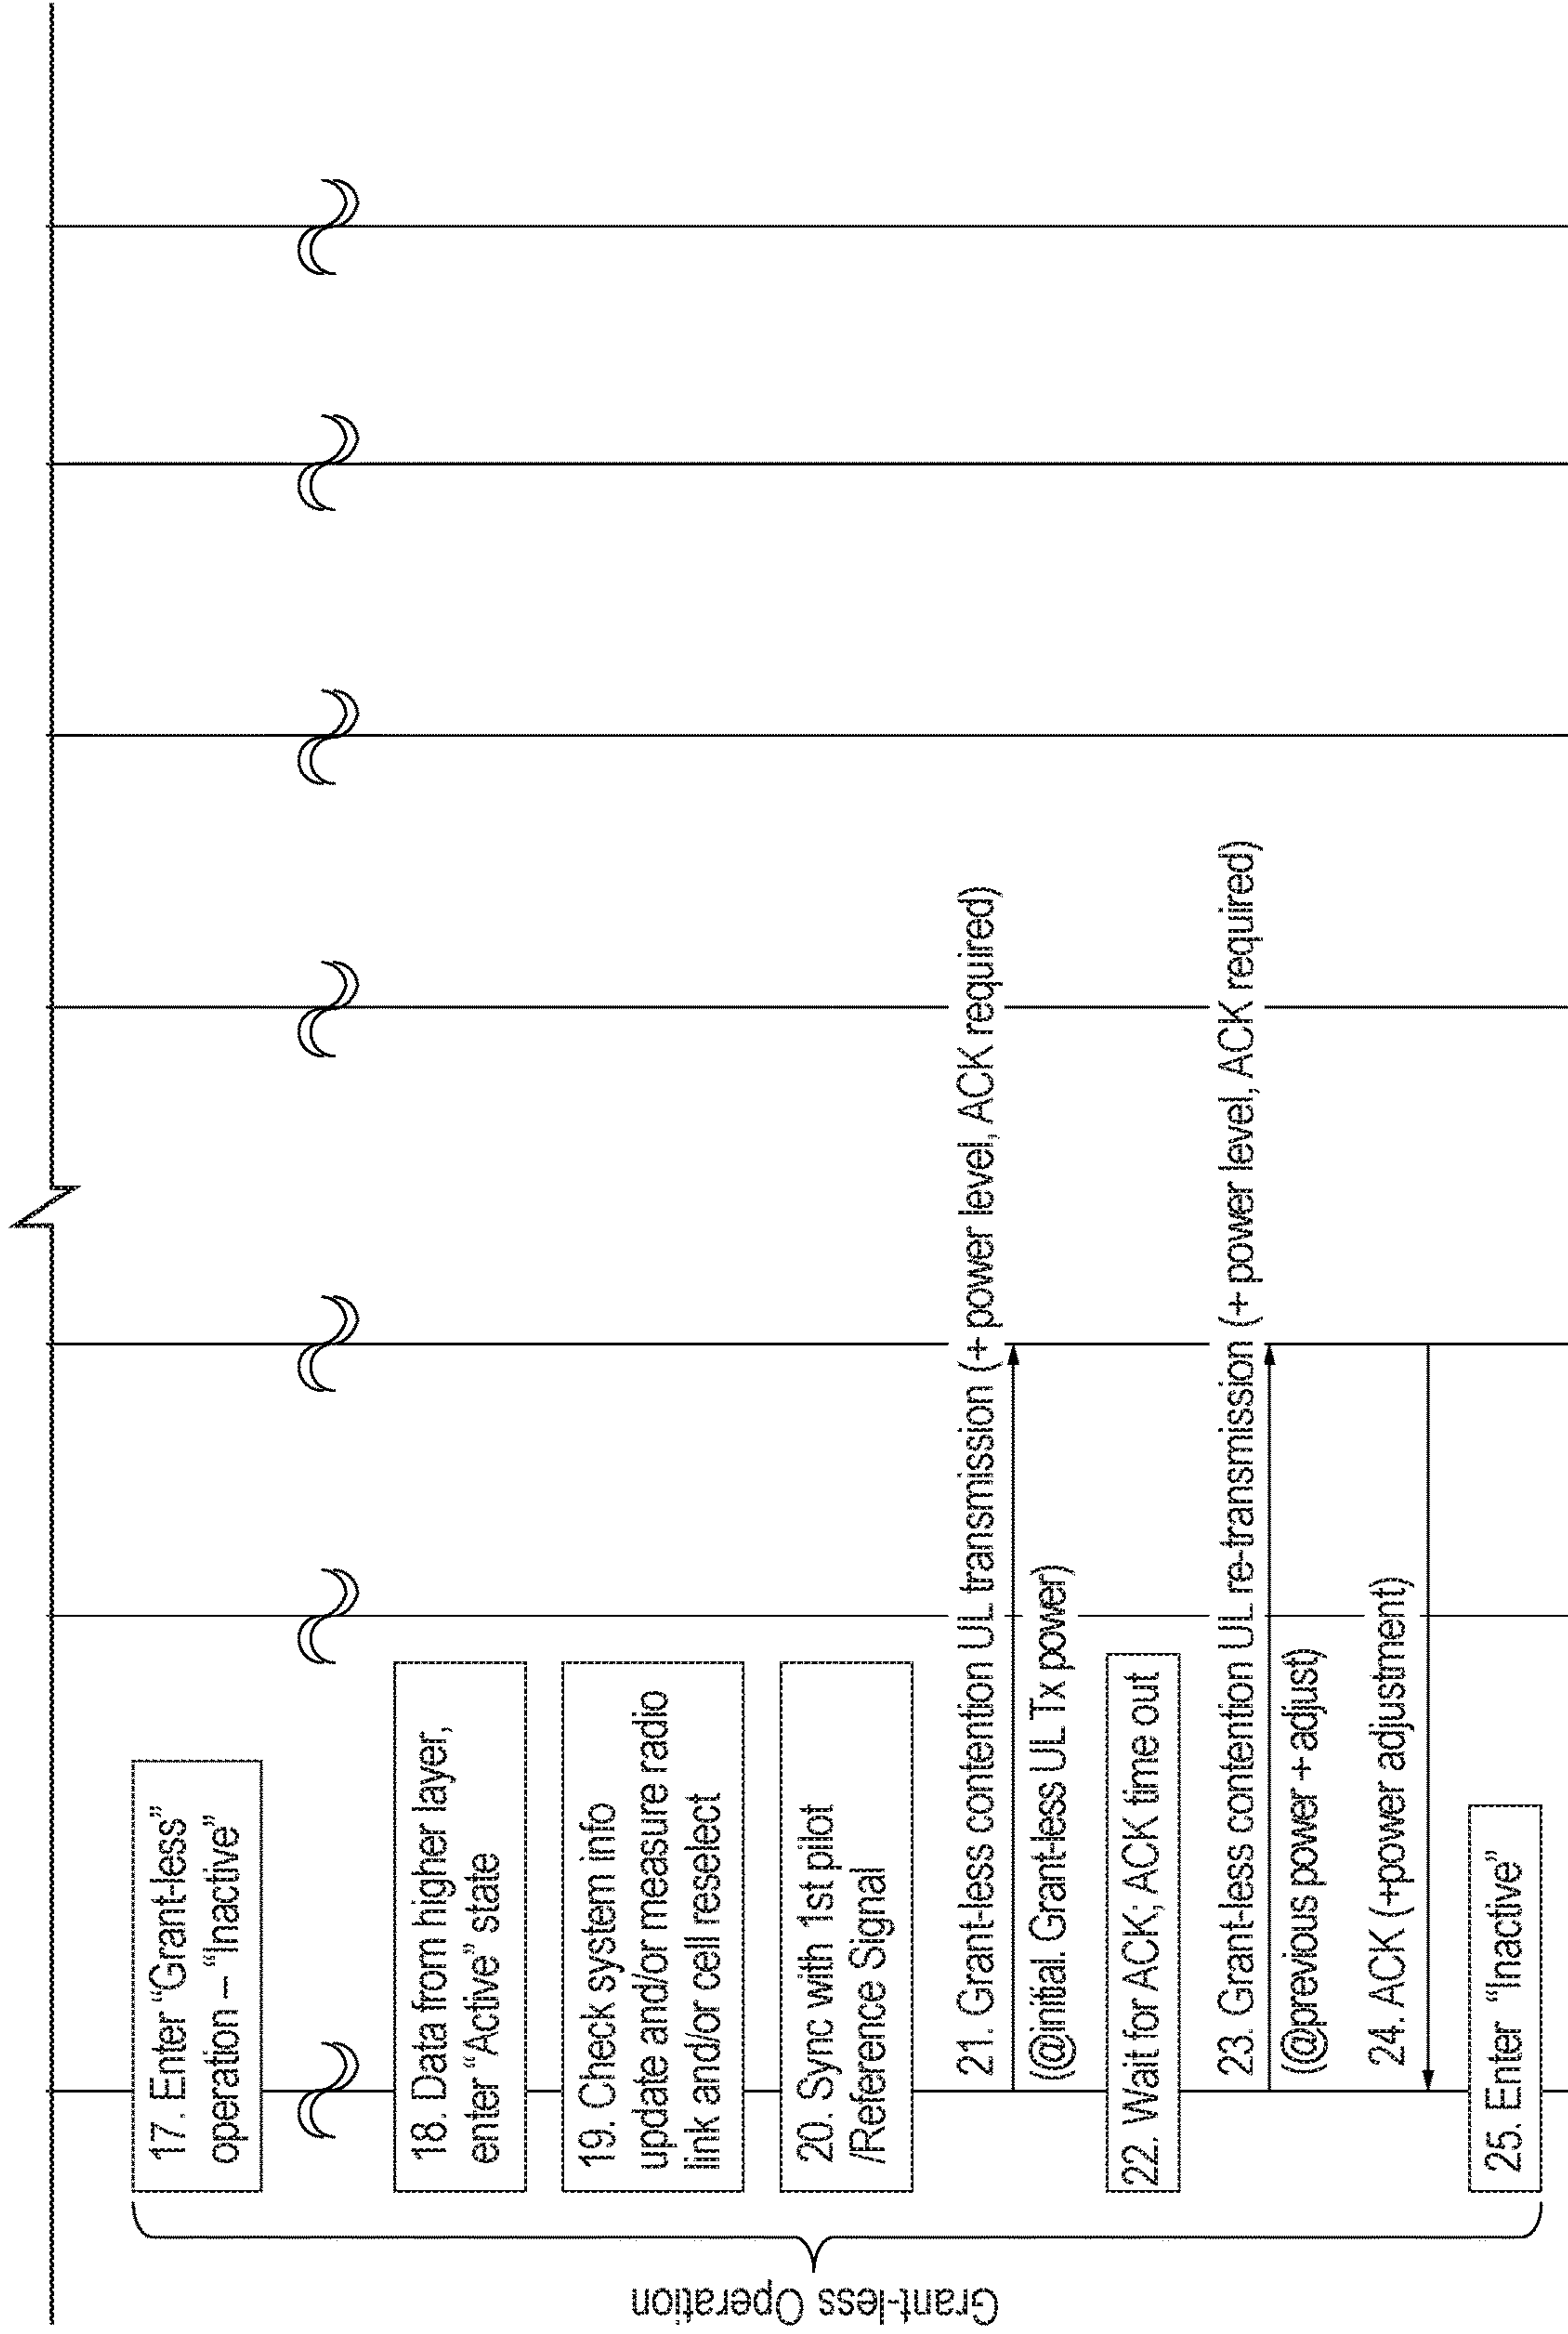 Grant-less Operation
17. Enter “Grant-less”
operation – “Inactive”
18. Data from higher layer,
enter “Active” state
19. Check system info
update and/or measure radio
link and/or cell reselect
20. Sync with 1st pilot
/Reference Signal
21. Grant-less contention UL transmission (+ power level, ACK required)
(@initial. Grant-less UL Tx power)
22. Wait for ACK; ACK time out
23. Grant-less contention UL re-transmission (+ power level, ACK required)
(@previous power + adjust)
24. ACK (+power adjustment)
25. Enter “Inactive”